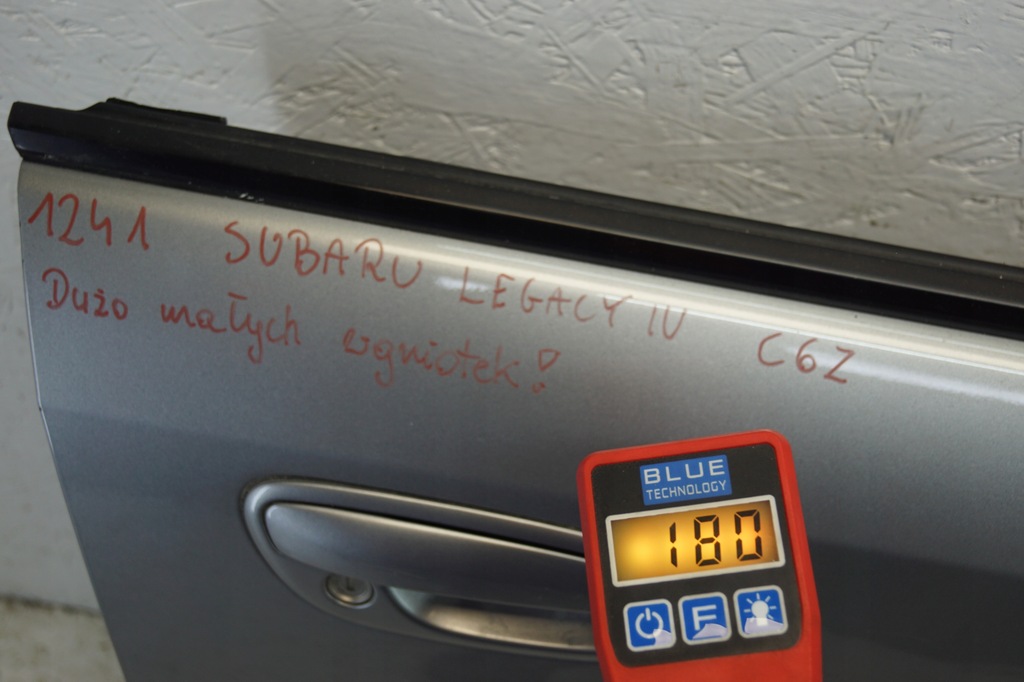 1241 SUBARU LEGACY IV C6Z
Dużo małych wgniotek!
BLUE
TECHNOLOGY
180
F